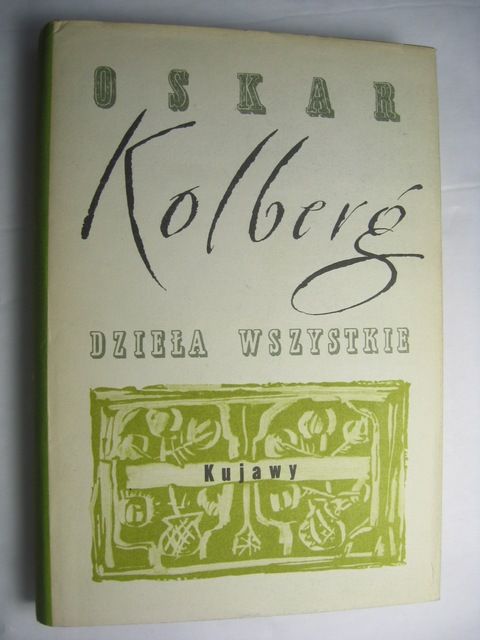 OSKAR
Kolberg
DZIEŁA WSZYSTKIE
Kujawy